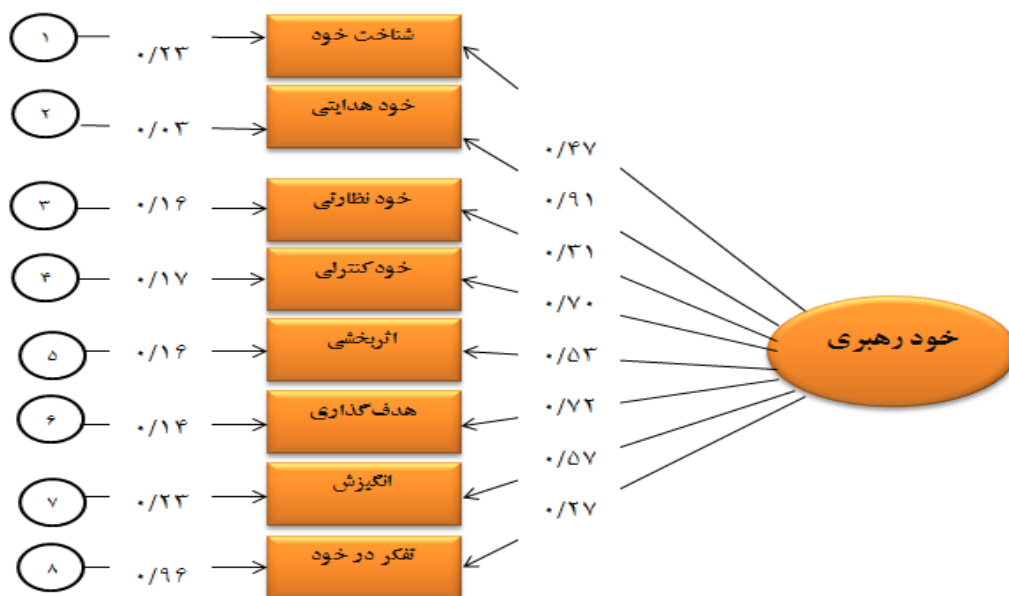 ۱
۰/۲۳
شناخت خود
۲
۰/۰۳
خود هدایتی
۰/۴۷
۳
۰/۱۶
خود نظارتی
۰/۹۱
۰/۳۱
۴
۰/۱۷
خود کنترلی
۰/۷۰
خود رهبری
۵
۰/۱۶
اثربخشی
۰/۵۳
۶
۰/۱۴
هدف‌گذاری
۰/۷۲
۷
۰/۲۳
انگیزش
۰/۵۷
۰/۲۷
۸
۰/۹۶
تفکر در خود